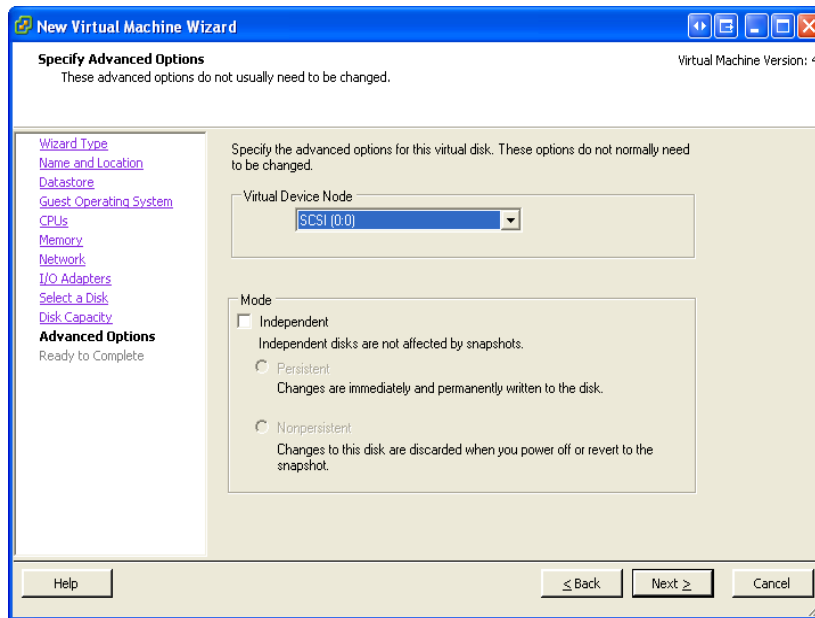 New Virtual Machine Wizard
Specify Advanced Options
These advanced options do not usually need to be changed.
Virtual Machine Version: 4
Wizard Type
Name and Location
Datastore
Guest Operating System
CPUs
Memory
Network
I/O Adapters
Select a Disk
Disk Capacity
Advanced Options
Ready to Complete
Specify the advanced options for this virtual disk. These options do not normally need
to be changed.
Virtual Device Node
SCSI (0:0)
Mode
Independent
Independent disks are not affected by snapshots.
Persistent
Changes are immediately and permanently written to the disk.
Nonpersistent
Changes to this disk are discarded when you power off or revert to the
snapshot.
Help
< Back
Next >
Cancel